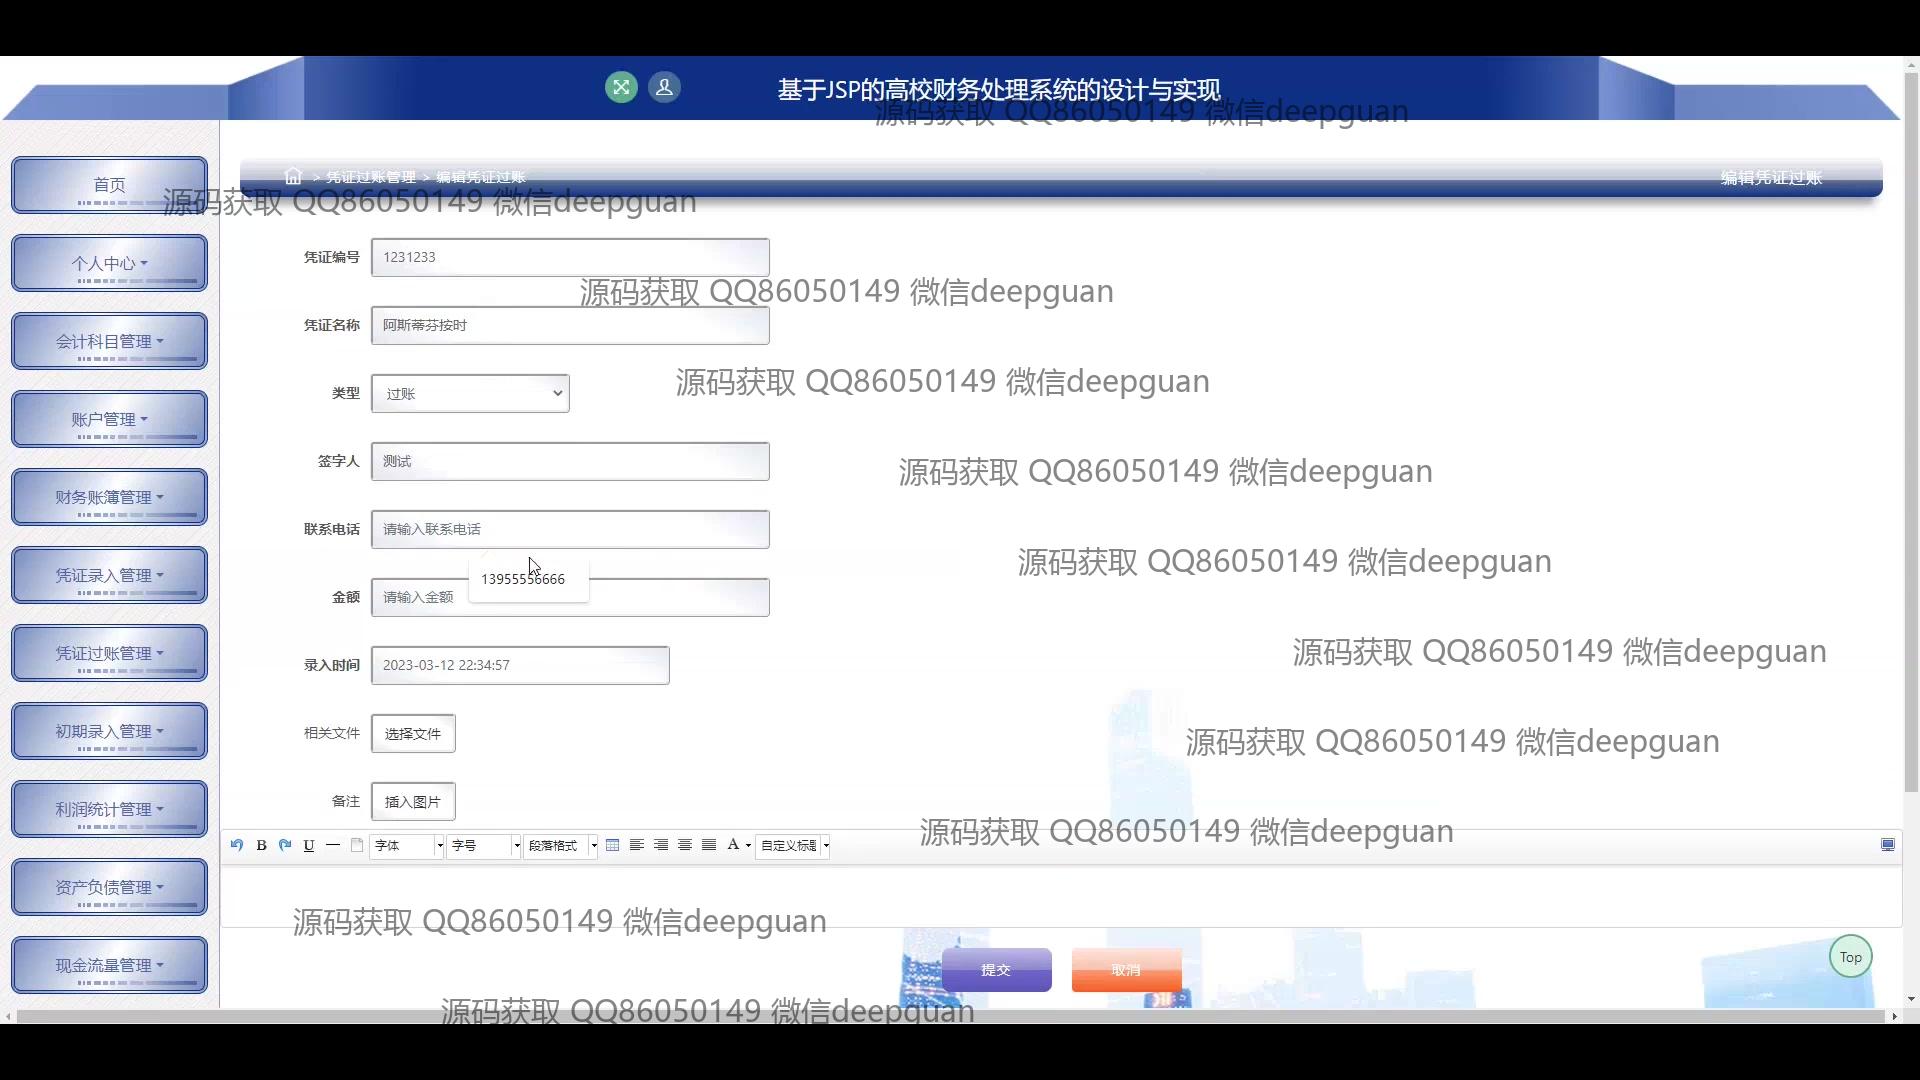 基于JSP的高校财务处理系统的设计与实现
源码获取 QQ86050149 微信deepguan
首页
> 凭证过账管理 > 编辑凭证过账
编辑凭证过账
源码获取 QQ86050149 微信deepguan
个人中心
凭证编号 1231233
源码获取 QQ86050149 微信deepguan
会计科目管理
凭证名称 阿斯蒂芬按时
类型 过账
源码获取 QQ86050149 微信deepguan
账户管理
签字人 测试
源码获取 QQ86050149 微信deepguan
财务账簿管理
联系电话 请输入联系电话
源码获取 QQ86050149 微信deepguan
凭证录入管理
13955556666
金额 请输入金额
凭证过账管理
录入时间 2023-03-12 22:34:57
源码获取 QQ86050149 微信deepguan
初期录入管理
相关文件 选择文件
源码获取 QQ86050149 微信deepguan
利润统计管理
备注 插入图片
源码获取 QQ86050149 微信deepguan
B U 字体 字号 段落格式 A 自定义标题
资产负债管理
源码获取 QQ86050149 微信deepguan
现金流量管理
提交 取消
Top
源码获取 QQ86050149 微信deepguan